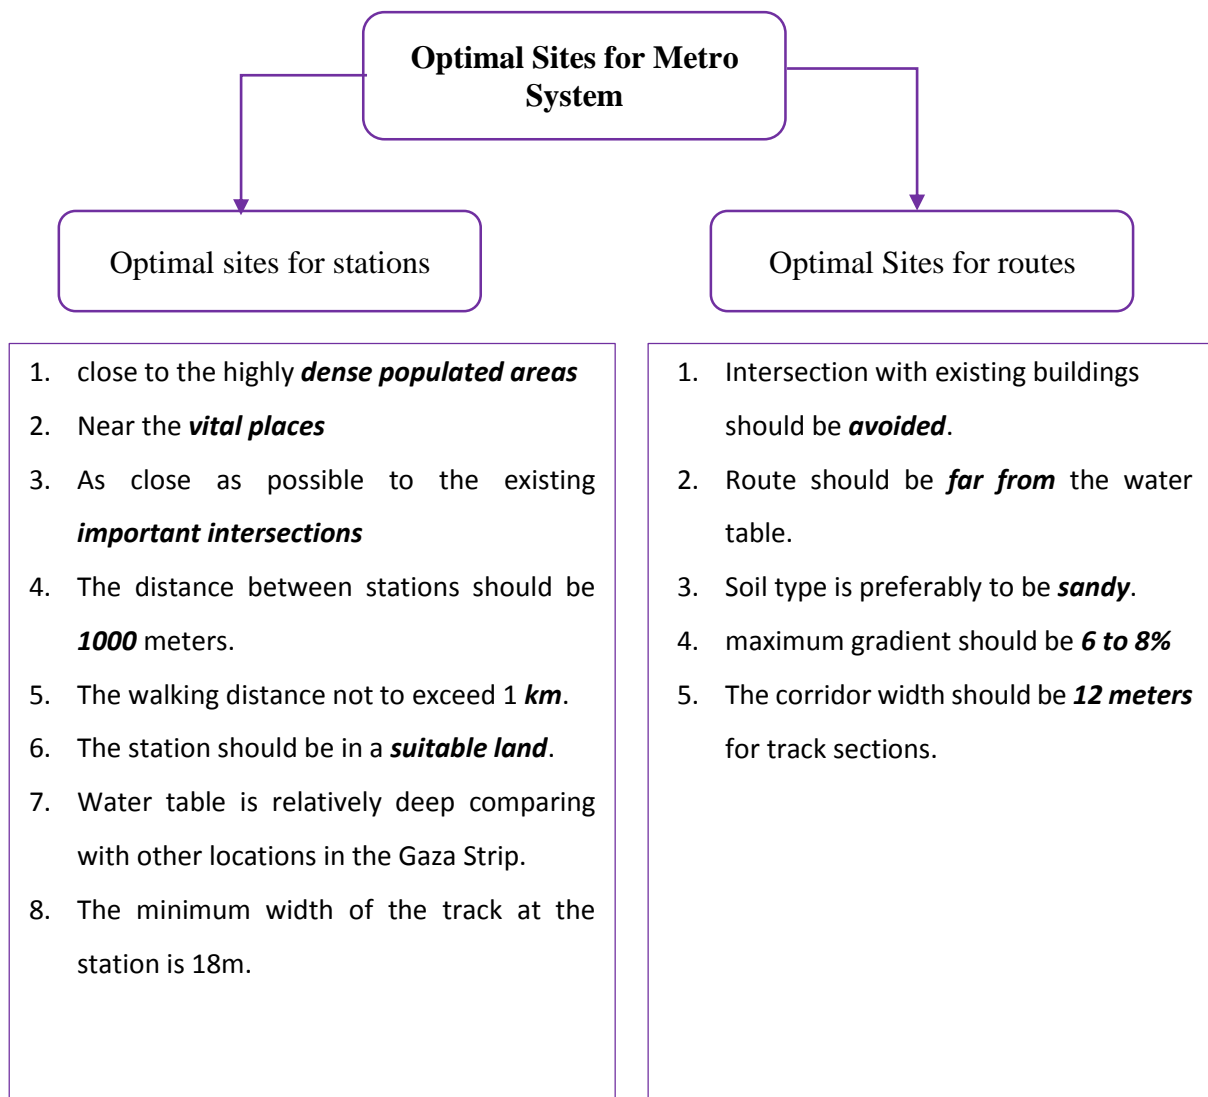 Optimal Sites for Metro
System
Optimal sites for stations
Optimal Sites for routes
1. close to the highly dense populated areas
2. Near the vital places
3. As close as possible to the existing
important intersections
4. The distance between stations should be
1000 meters.
5. The walking distance not to exceed 1 km.
6. The station should be in a suitable land.
7. Water table is relatively deep comparing
with other locations in the Gaza Strip.
8. The minimum width of the track at the
station is 18m.
1. Intersection with existing buildings
should be avoided.
2. Route should be far from the water
table.
3. Soil type is preferably to be sandy.
4. maximum gradient should be 6 to 8%
5. The corridor width should be 12 meters
for track sections.